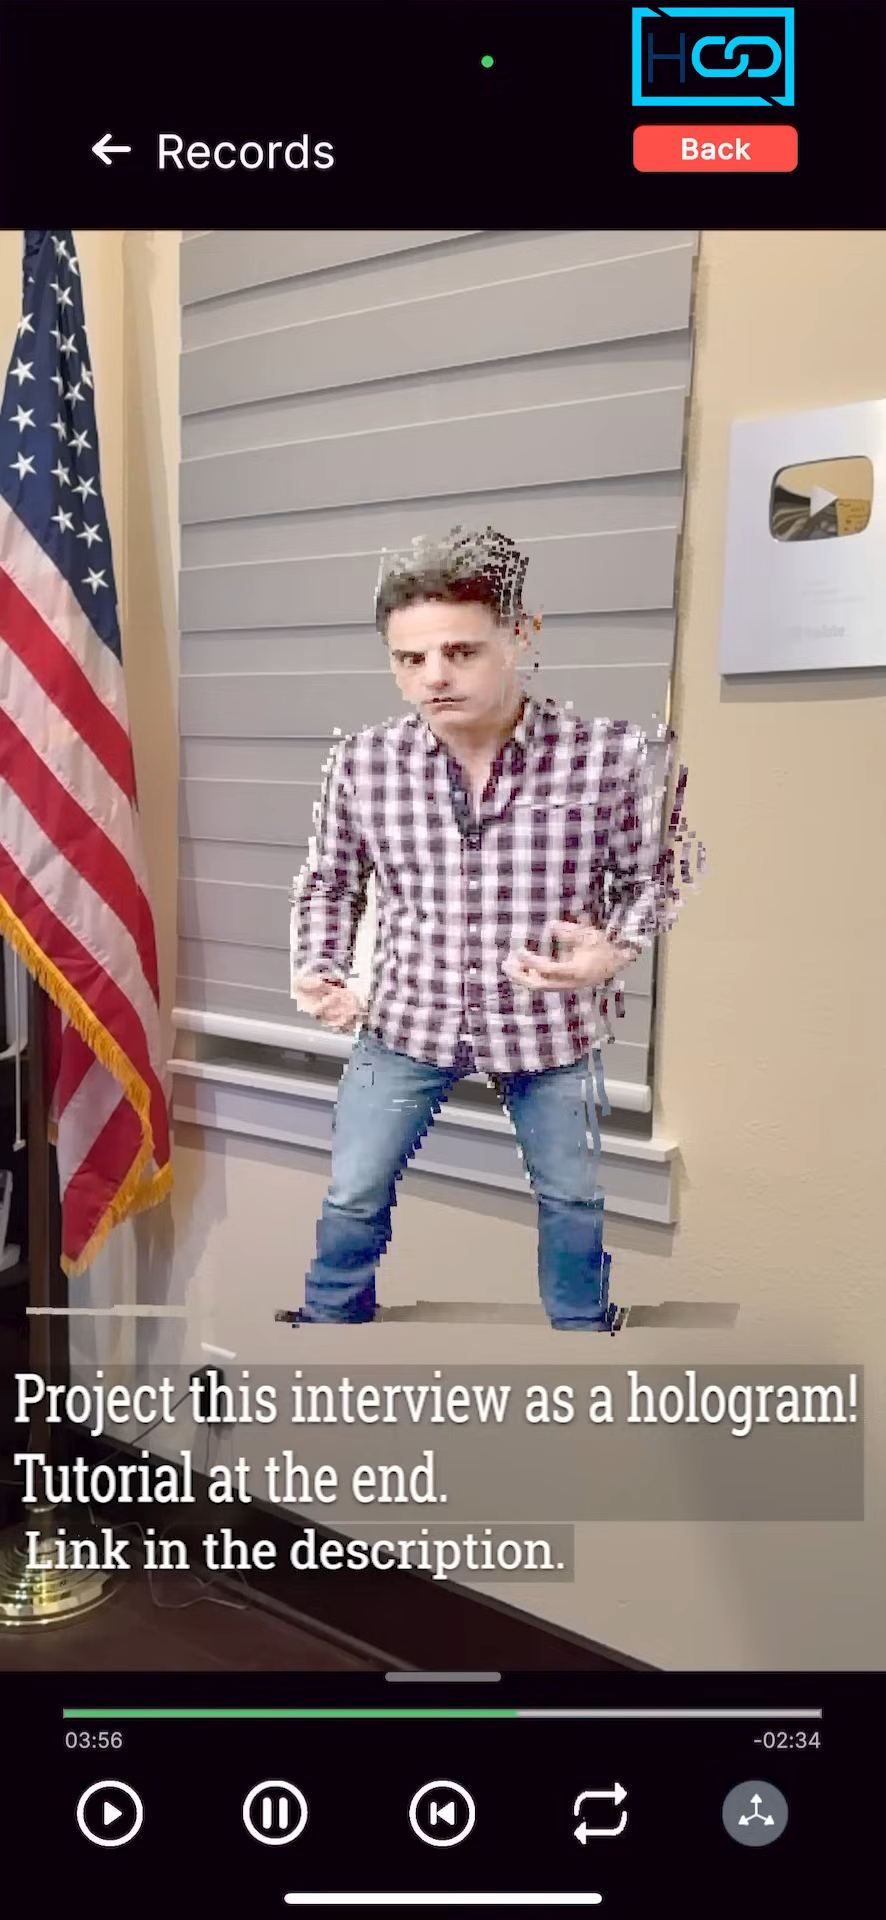 HOO
Records
Back
Project this interview as a hologram!
Tutorial at the end.
Link in the description.
03:56
-02:34